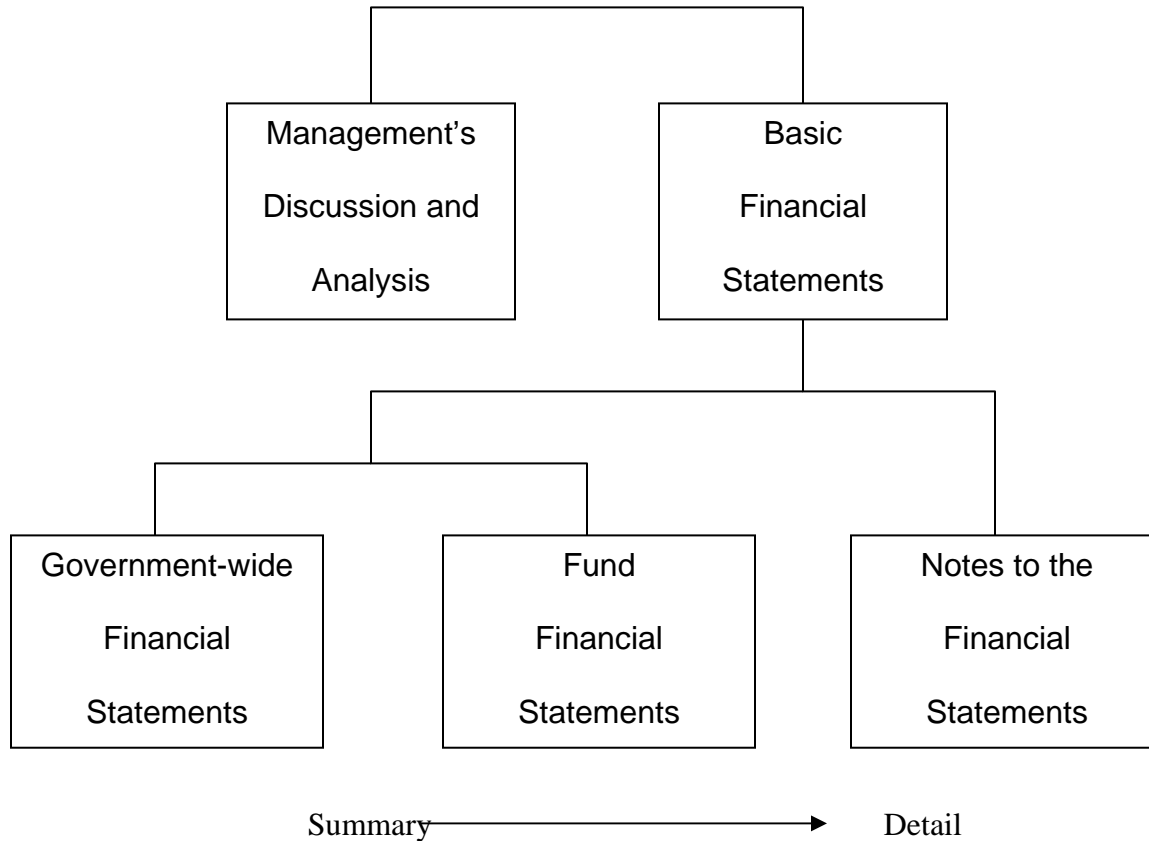 Management’s
Discussion and
Analysis
Basic
Financial
Statements
Government-wide
Financial
Statements
Fund
Financial
Statements
Notes to the
Financial
Statements
Summary
Detail